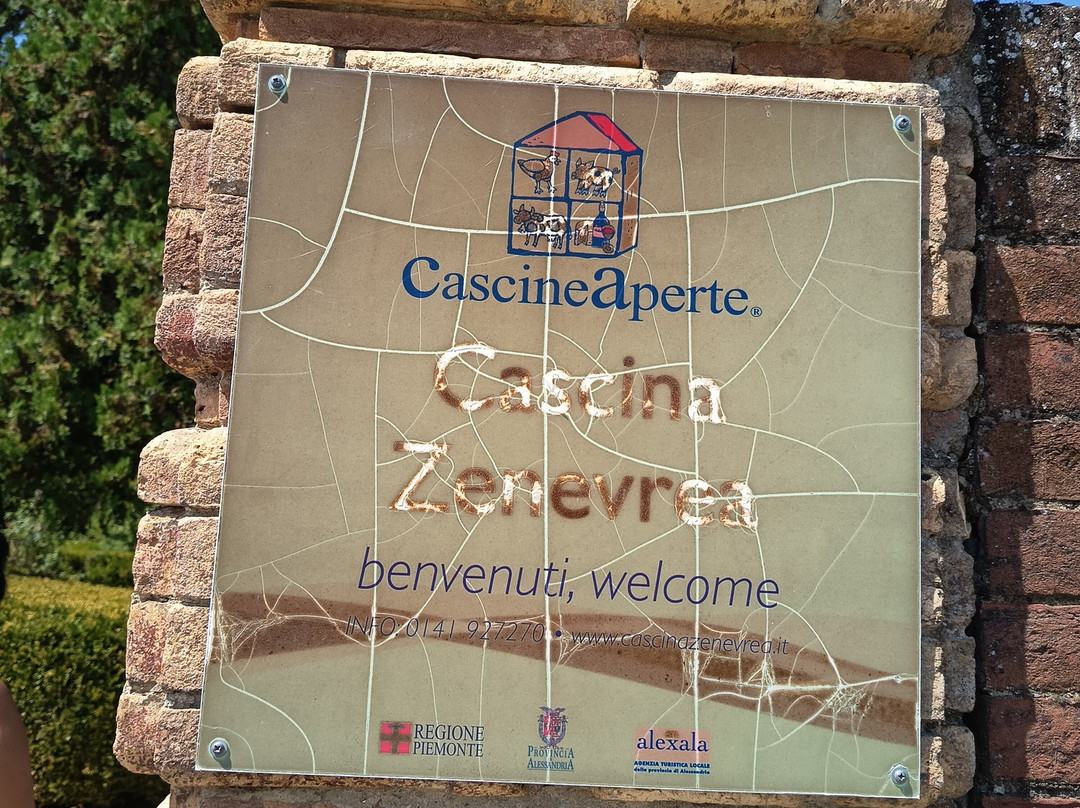 CascineAperte®
Cascina
Zenevrea
benvenuti, welcome
INFO: 0141 927270 • www.cascinazenevrea.it
REGIONE
PIEMONTE
PROVINCIA
DI
ALESSANDRIA
alexala
AGENZIA TURISTICA LOCALE
della provincia di Alessandria